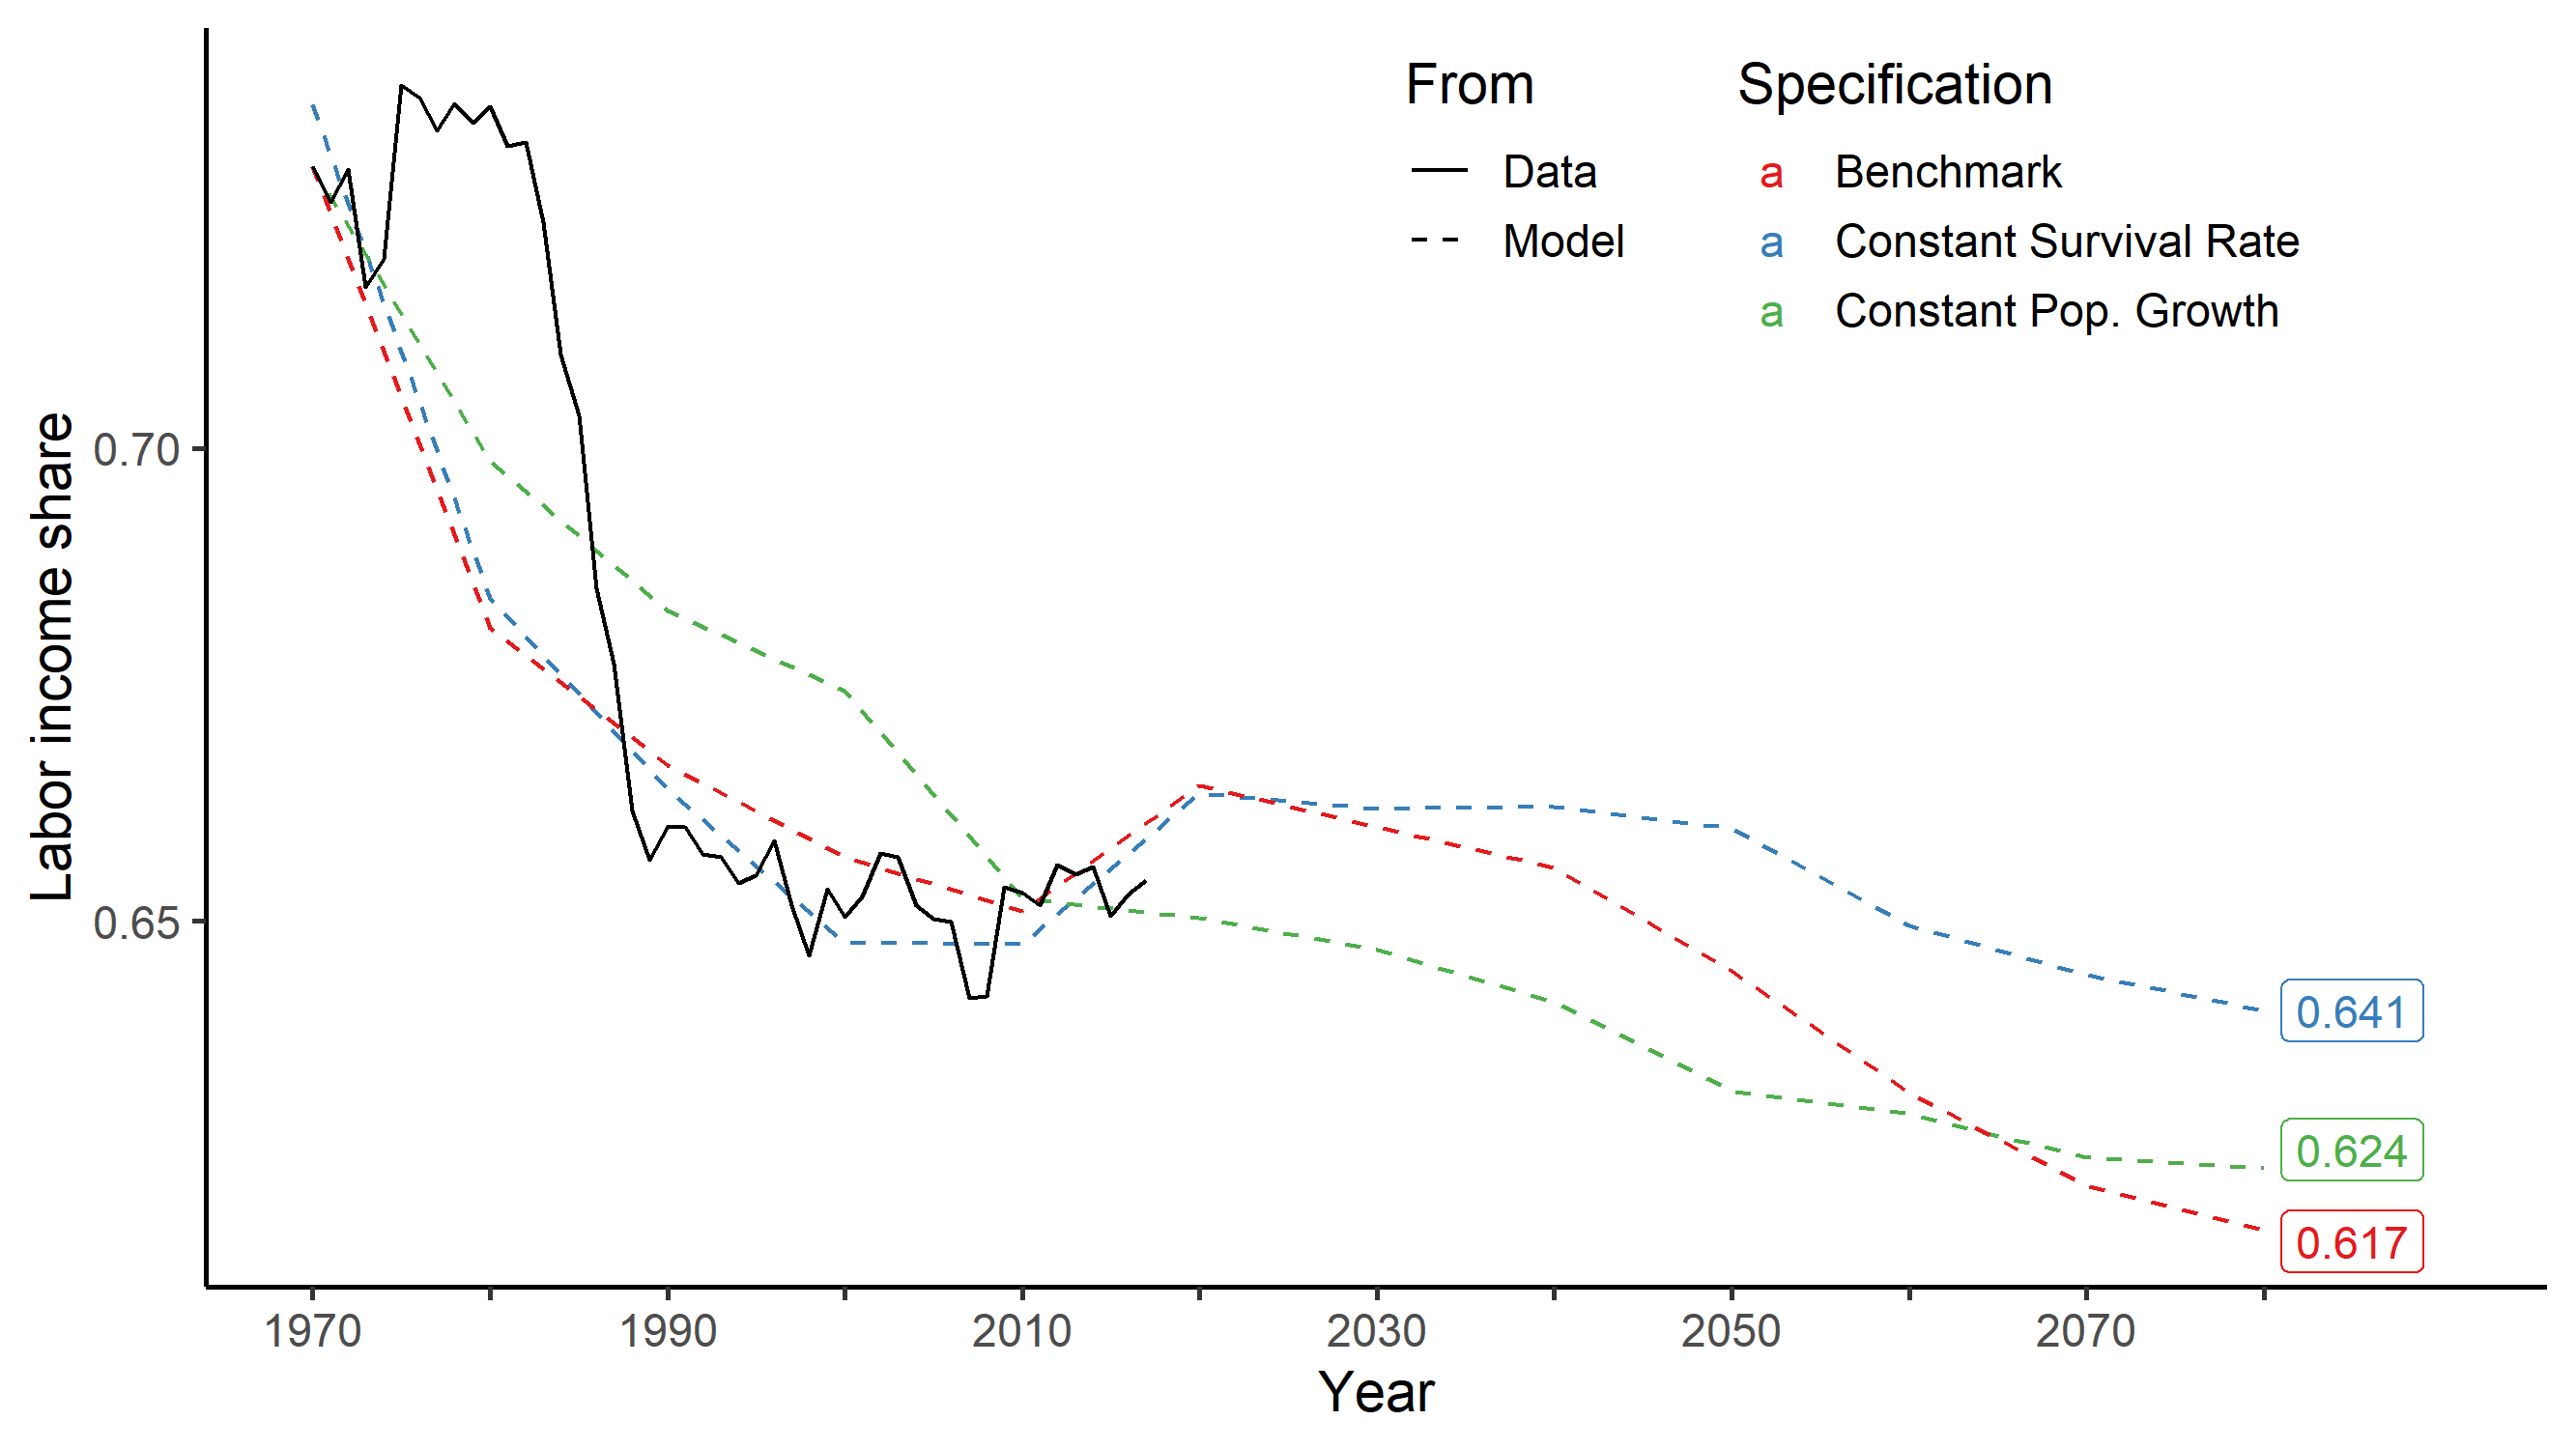 From
Data
Model
Specification
a Benchmark
a Constant Survival Rate
a Constant Pop. Growth
Labor income share
0.70
0.65
0.641
0.624
0.617
1970 1990 2010 2030 2050 2070
Year